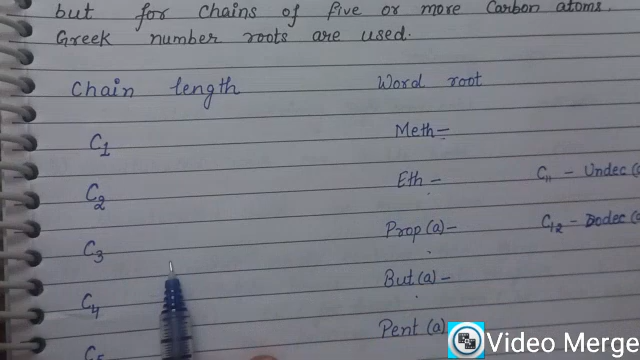 but for chains of five or more Carbon atoms.
Greek number roots are used.
Chain length Word root
C1 Meth-
C2 Eth- C11 - Undec(a
C3 Prop(a)- C12 - Dodec(a
C4 But(a)-
C5 Pent(a)
Video Merge